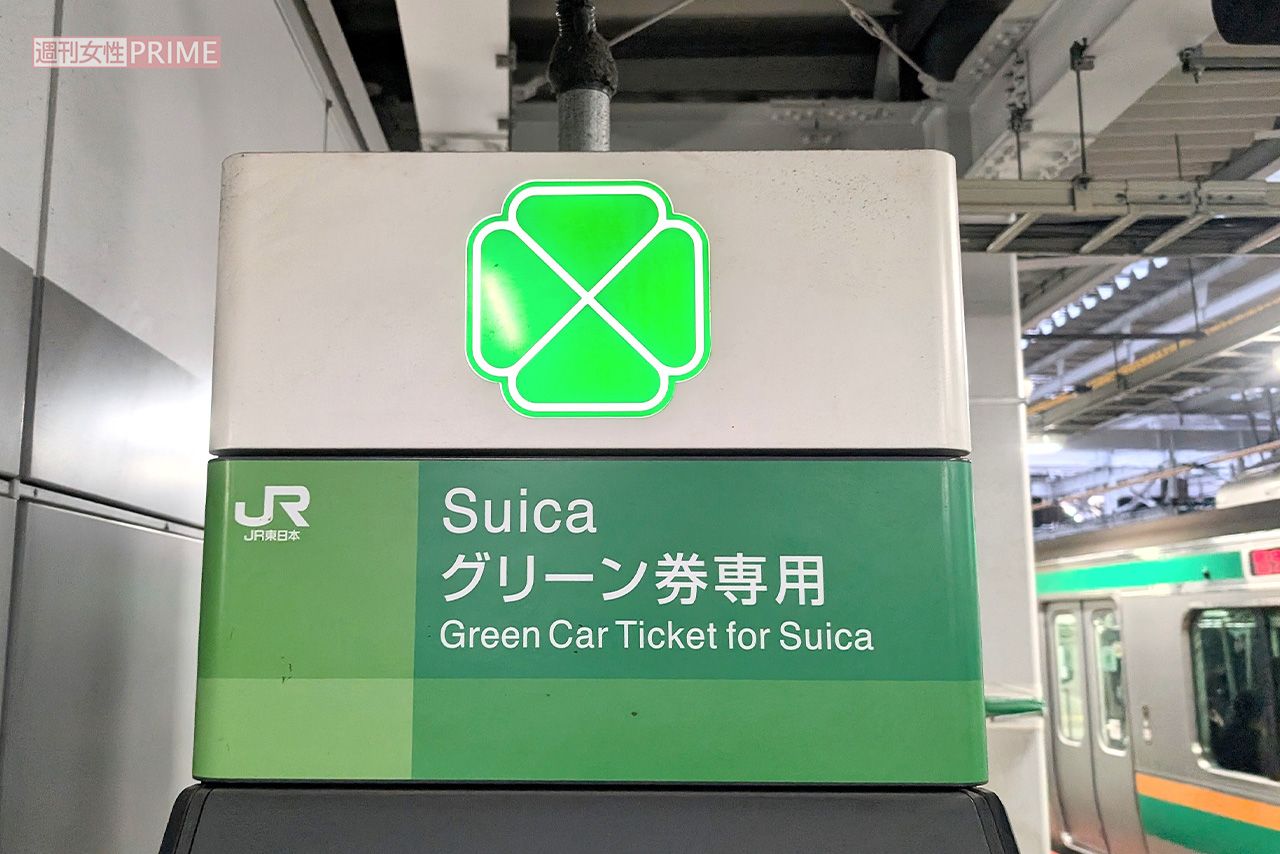 週刊女性PRIME
JR
JR東日本
Suica
グリーン券専用
Green Car Ticket for Suica